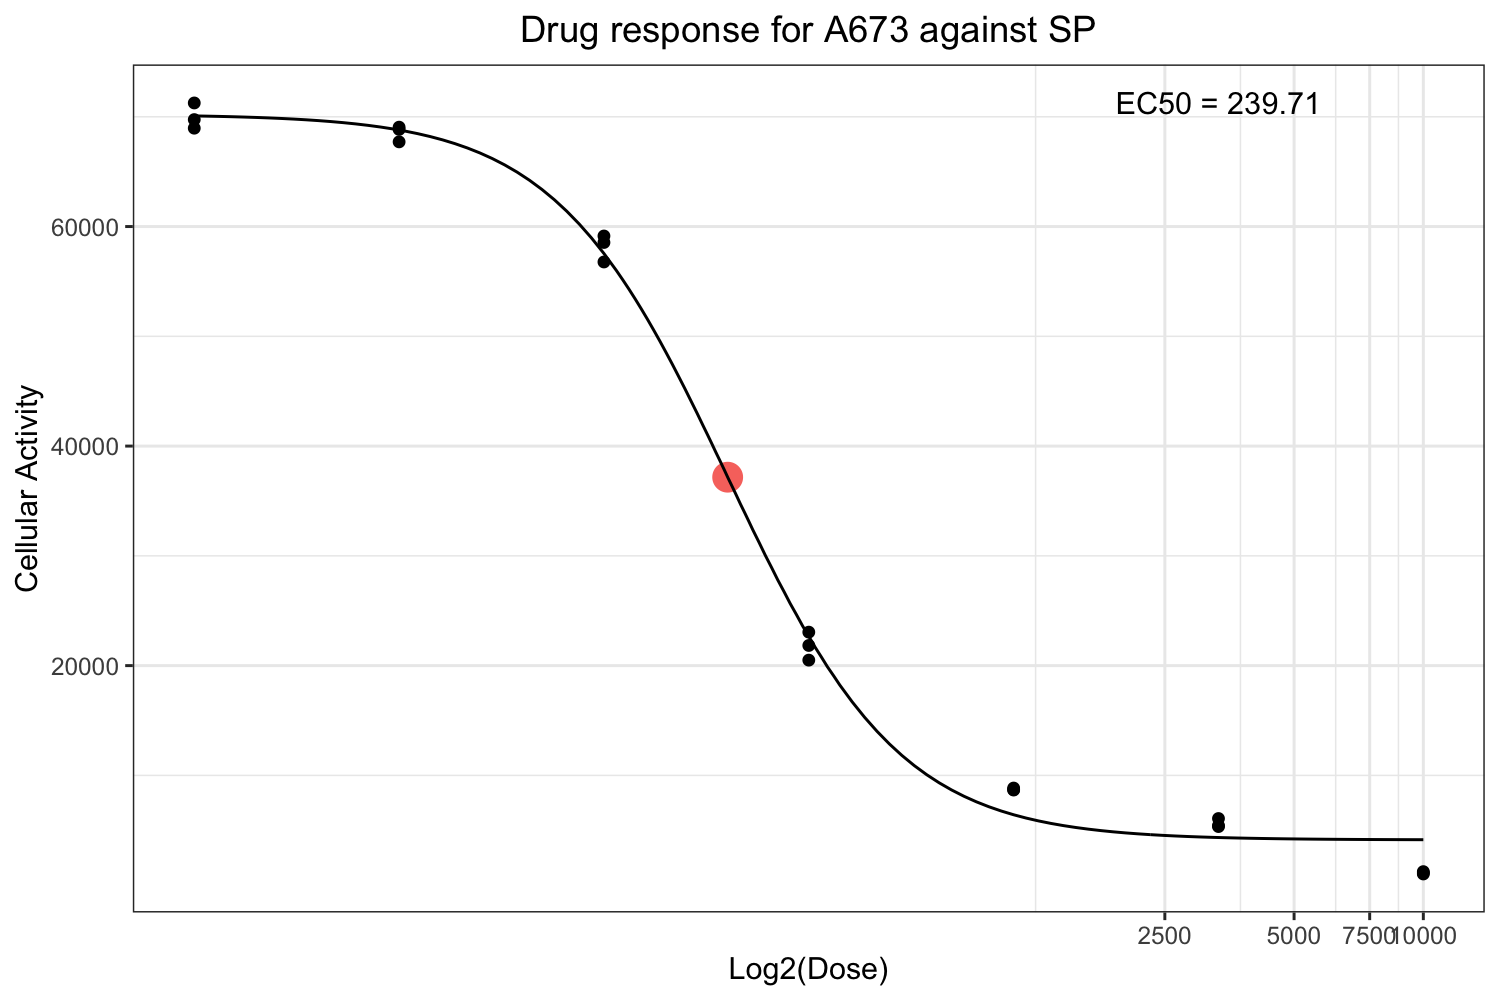 Drug response for A673 against SP
EC50 = 239.71
60000
40000
20000
Cellular Activity
2500 5000 7500 10000
Log2(Dose)